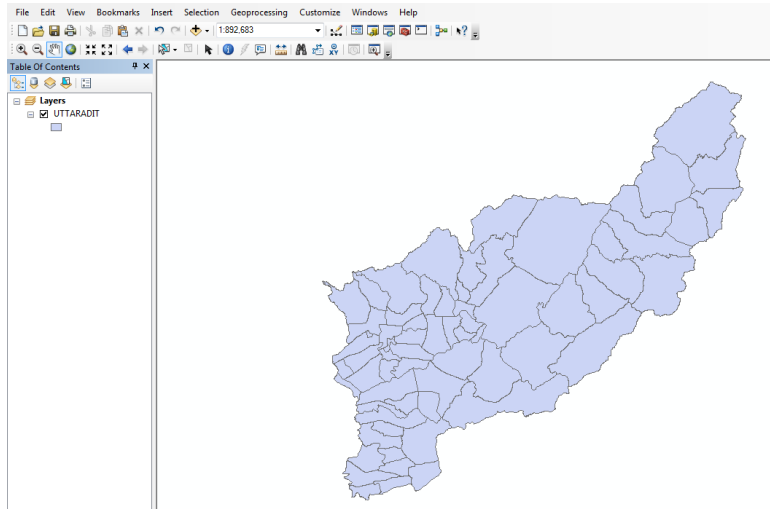 File Edit View Bookmarks Insert Selection Geoprocessing Customize Windows Help
1:892,683
Table Of Contents
Layers
UTTARADIT